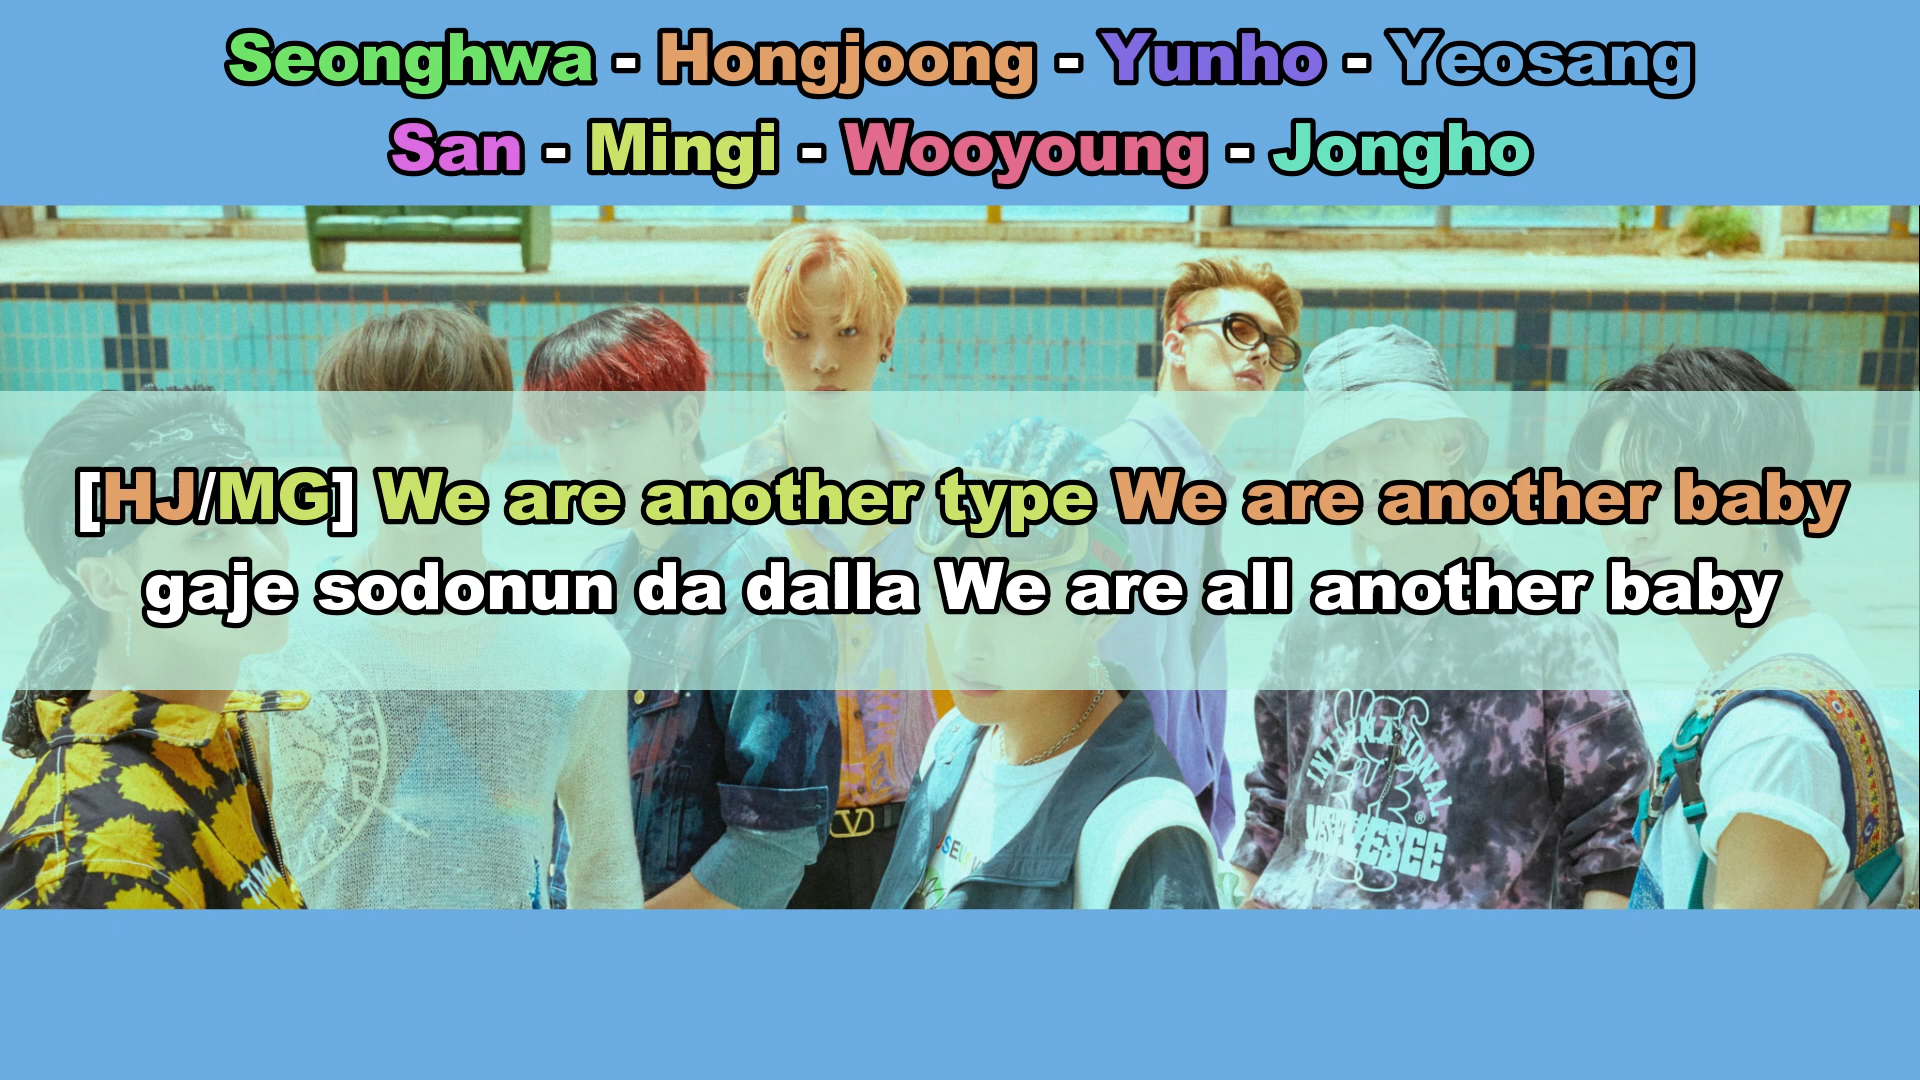 Seonghwa - Hongjoong - Yunho - Yeosang
San - Mingi - Wooyoung - Jongho
[HJ/MG] We are another type We are another baby
gaje sodonun da dalla We are all another baby
INTERNATIONAL